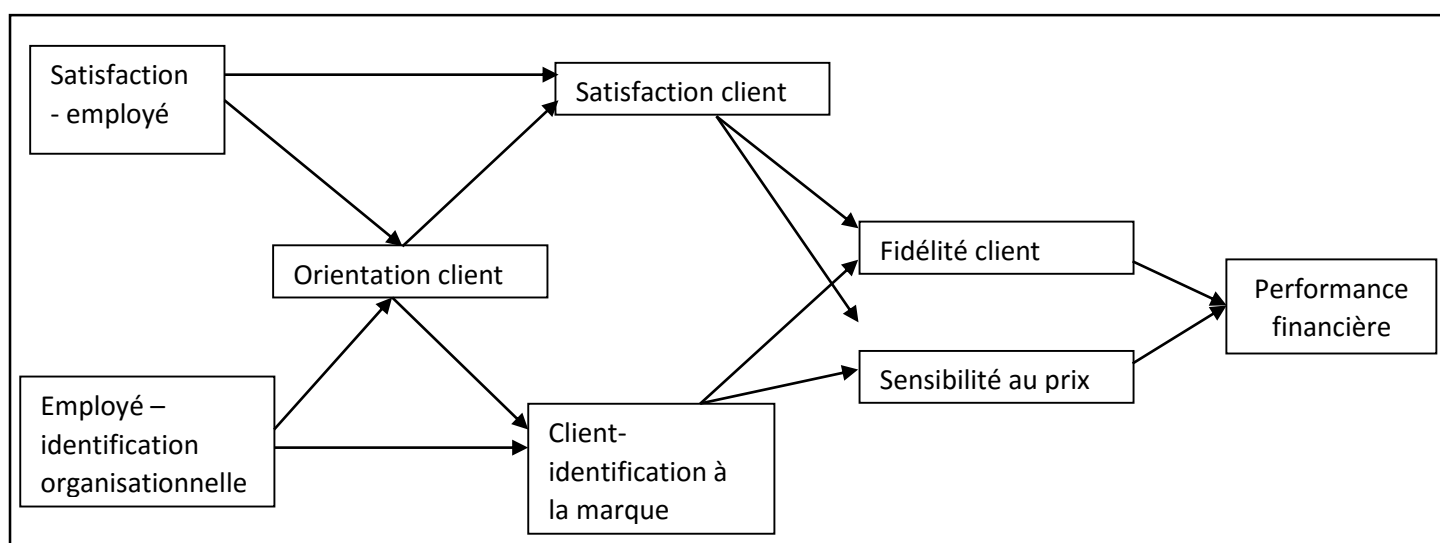 Satisfaction
- employé
Satisfaction client
Orientation client
Fidélité client
Performance
financière
Sensibilité au prix
Employé –
identification
organisationnelle
Client-
identification à
la marque